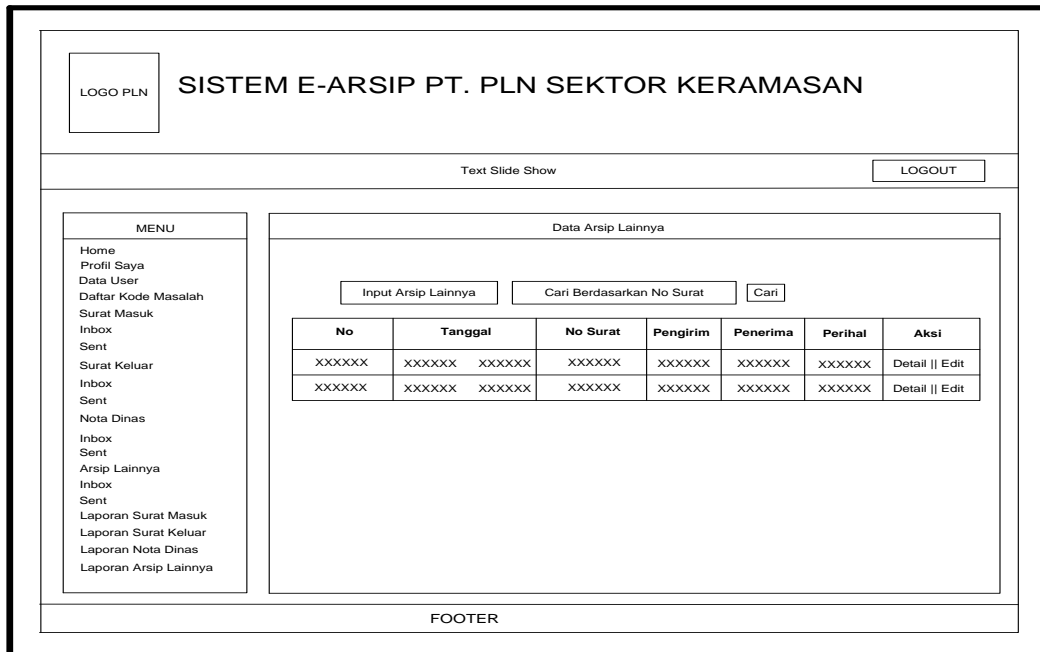 LOGO PLN
SISTEM E-ARSIP PT. PLN SEKTOR KERAMASAN
Text Slide Show
LOGOUT
MENU
Home
Profil Saya
Data User
Daftar Kode Masalah
Surat Masuk
Inbox
Sent
Surat Keluar
Inbox
Sent
Nota Dinas
Inbox
Sent
Arsip Lainnya
Inbox
Sent
Laporan Surat Masuk
Laporan Surat Keluar
Laporan Nota Dinas
Laporan Arsip Lainnya
Data Arsip Lainnya
Input Arsip Lainnya Cari Berdasarkan No Surat Cari
No Tanggal No Surat Pengirim Penerima Perihal Aksi
XXXXXX XXXXXX XXXXXX XXXXXX XXXXXX XXXXXX XXXXXX Detail || Edit
XXXXXX XXXXXX XXXXXX XXXXXX XXXXXX XXXXXX XXXXXX Detail || Edit
FOOTER